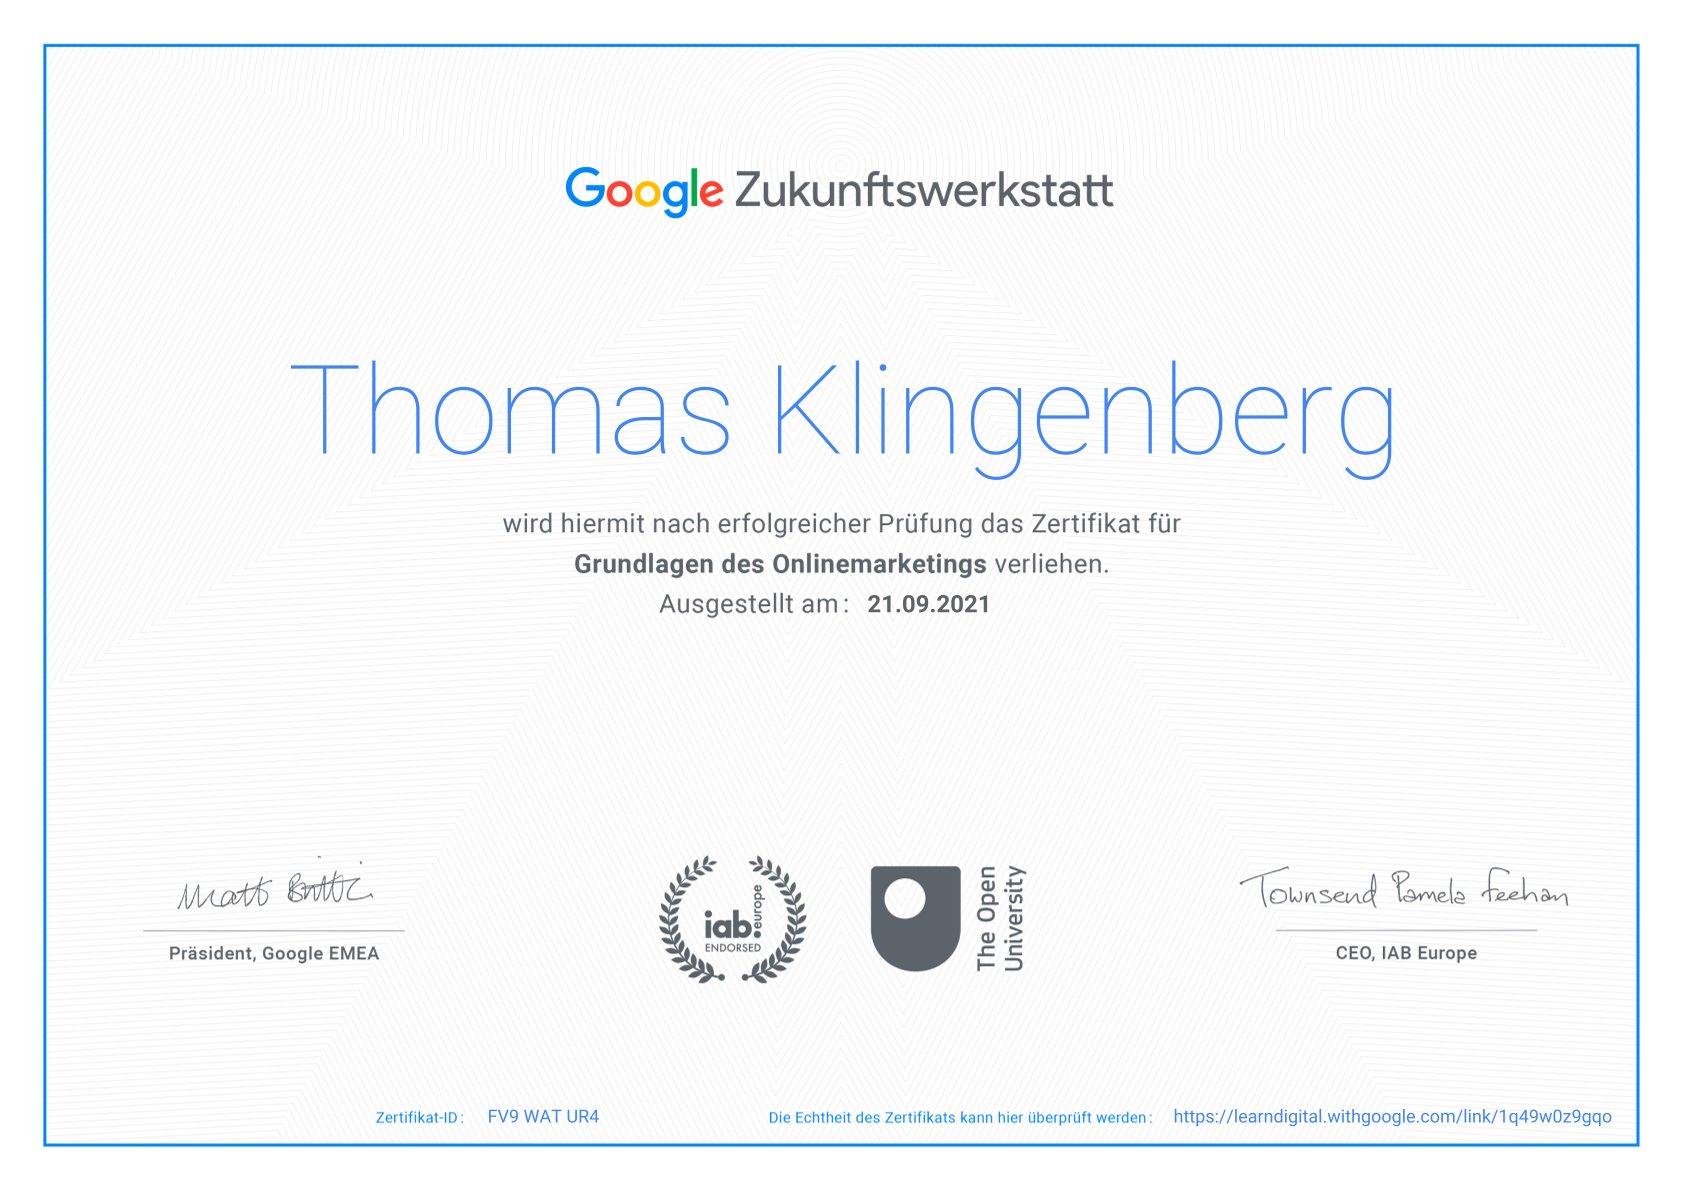 Google Zukunftswerkstatt
Thomas Klingenberg
wird hiermit nach erfolgreicher Prüfung das Zertifikat für
Grundlagen des Onlinemarketings verliehen.
Ausgestellt am: 21.09.2021
Matt Brittin
Präsident, Google EMEA
iab.europe
ENDORSED
The Open
University
Townsend Pamela Feehan
CEO, IAB Europe
Zertifikat-ID: FV9 WAT UR4
Die Echtheit des Zertifikats kann hier überprüft werden: https://learndigital.withgoogle.com/link/1q49w0z9gqo